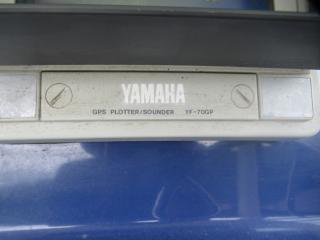 YAMAHA
GPS PLOTTER/SOUNDER YF-70GP